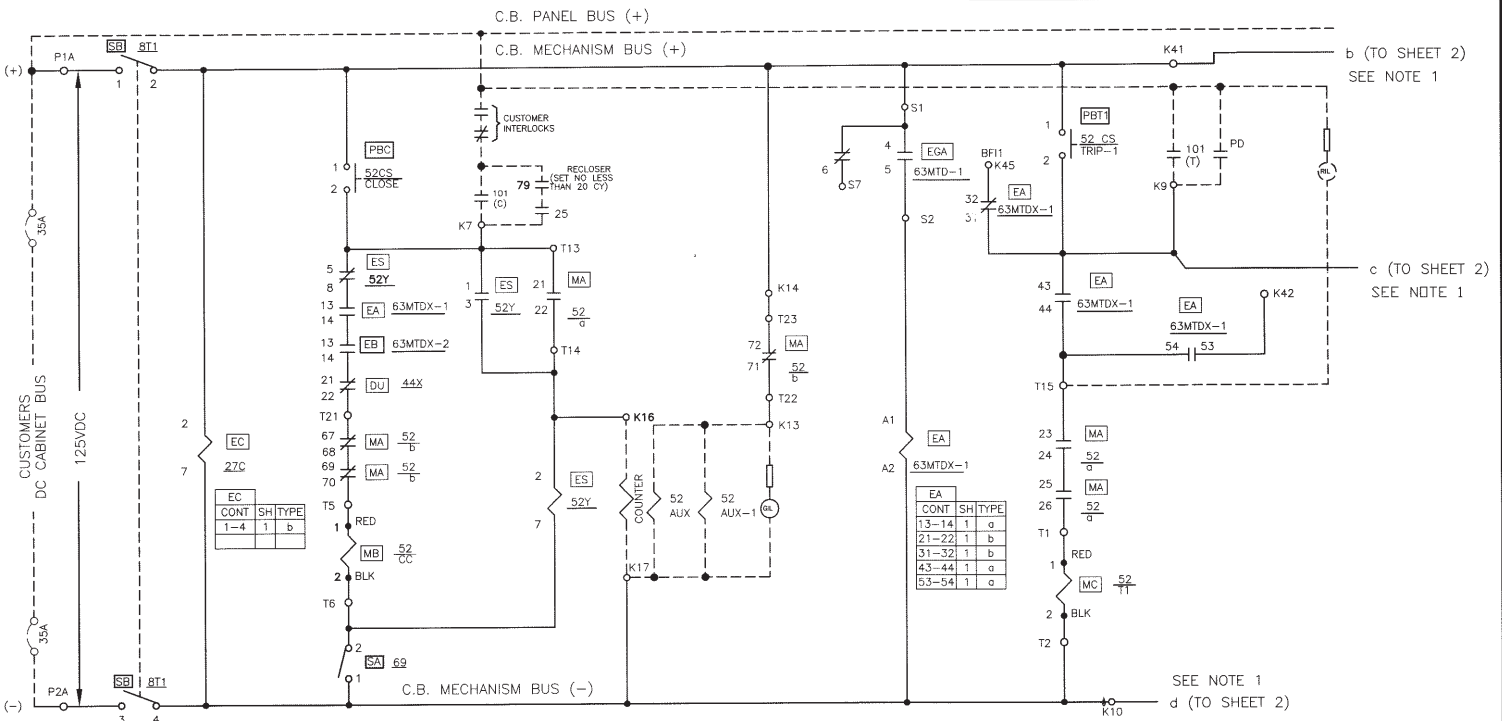 C.B. PANEL BUS (+)
C.B. MECHANISM BUS (+)
(+)
P1A
SB 8T1
1 2
K41
b (TO SHEET 2)
SEE NOTE 1
35A
CUSTOMERS
DC CABINET BUS
125VDC
35A
2
EC
27C
7
EC
CONT SH TYPE
1-4 1 b
PBC
1
52CS
CLOSE
2
5 ES
8 52Y
13 EA 63MTDX-1
14
13 EB 63MTDX-2
14
21 DU 44X
22
T21
67 MA 52
68 b
69 MA 52
70 b
T5
1 RED
MB 52
CC
2 BLK
T6
2
SA 69
1
CUSTOMER
INTERLOCKS
RECLOSER
(SET NO LESS
THAN 20 CY)
79
101
(C)
25
K7
T13
1 ES
3 52Y
21 MA
22 52
a
T14
K16
2 ES
52Y
7
COUNTER
52
AUX
52
AUX-1
GIL
K17
K14
T23
72 MA
71 52
b
T22
K13
S1
6
S7
4 EGA
5 63MTD-1
S2
A1
EA
A2 63MTDX-1
EA
CONT SH TYPE
13-14 1 a
21-22 1 b
31-32 1 b
43-44 1 a
53-54 1 a
BFI1
K45
32 EA
63MTDX-1
PBT1
1
52 CS
TRIP-1
2
101
(T)
PD
K9
RIL
c (TO SHEET 2)
SEE NOTE 1
43 EA
44 63MTDX-1
K42
EA
63MTDX-1
54 53
T15
23 MA
24 52
a
25 MA
26 52
a
T1
1 RED
MC 52
T1
2 BLK
T2
(-)
P2A
SB 8T1
3 4
C.B. MECHANISM BUS (-)
K10
SEE NOTE 1
d (TO SHEET 2)